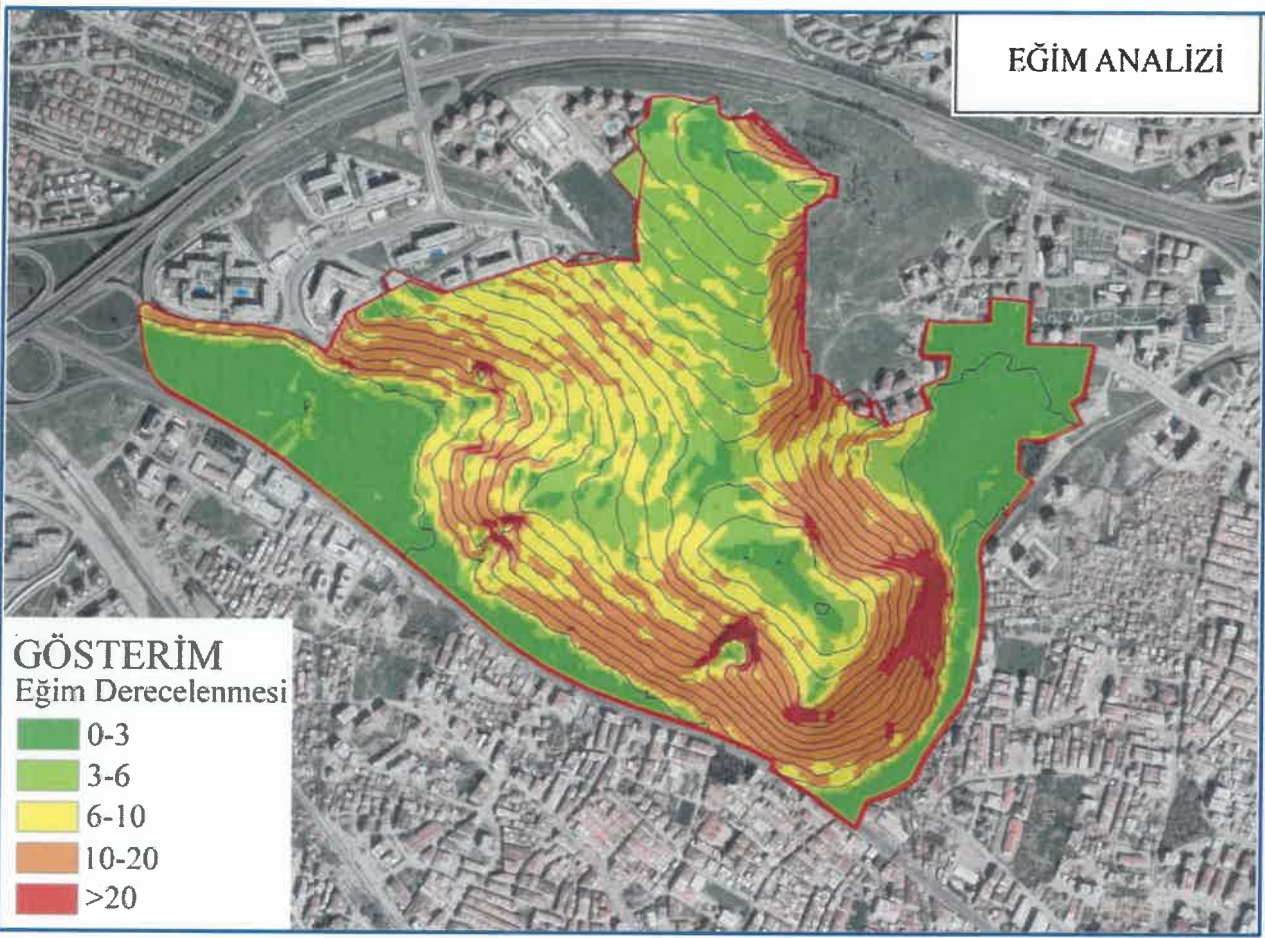 EĞİM ANALİZİ
GÖSTERİM
Eğim Derecelenmesi
0-3
3-6
6-10
10-20
>20